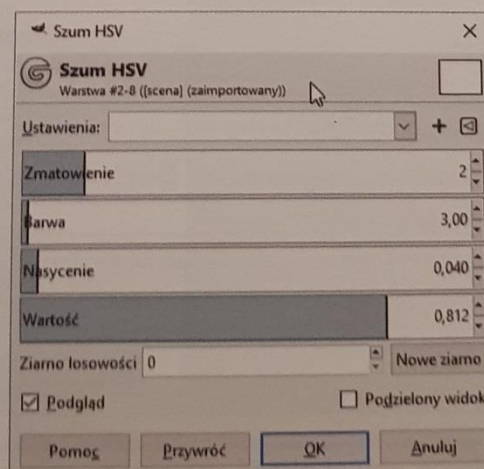 Szum HSV
Szum HSV
Warstwa #2-8 ([scena] (zaimportowany))
Ustawienia:
Zmatowienie 2
Barwa 3,00
Nasycenie 0,040
Wartość 0,812
Ziarno losowości 0 Nowe ziarno
Podgląd Podzielony widok
Pomoc Przywróć OK Anuluj